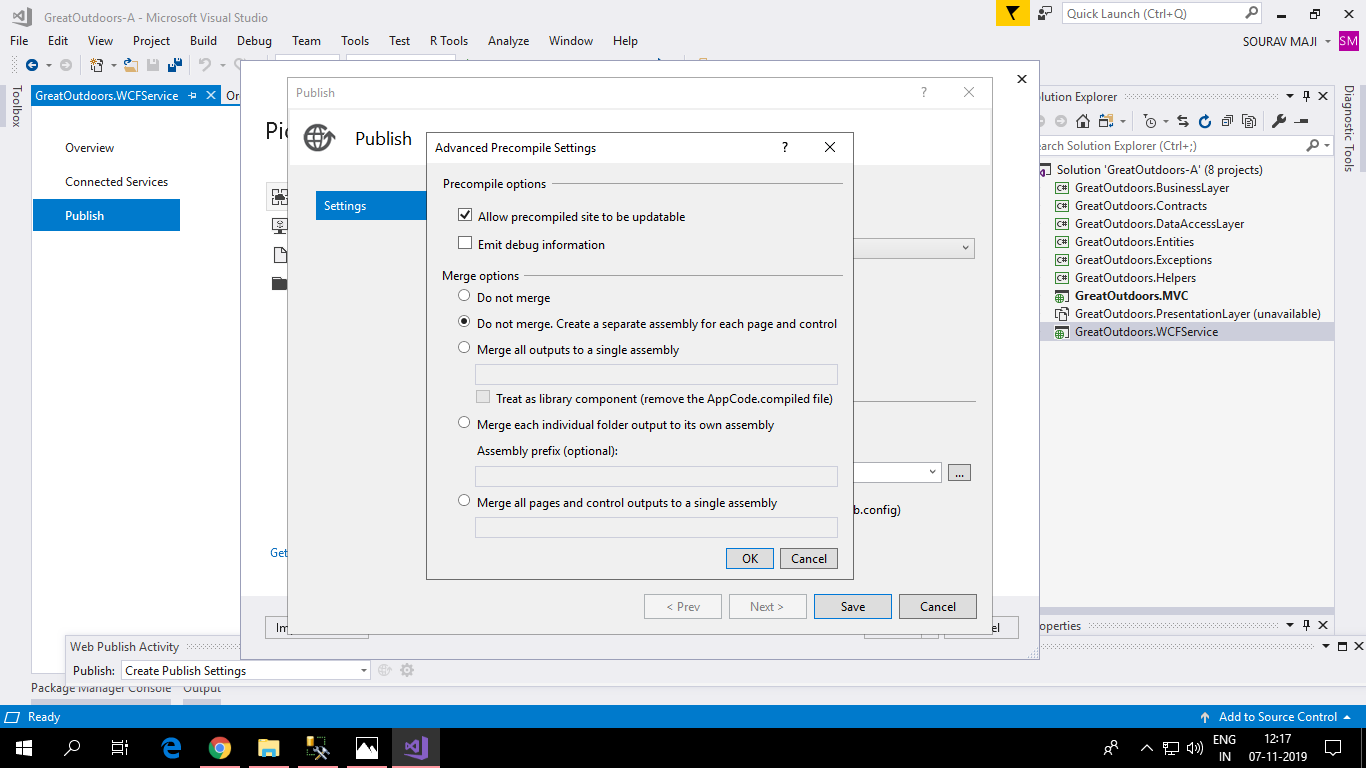 GreatOutdoors-A - Microsoft Visual Studio
Quick Launch (Ctrl+Q)
File Edit View Project Build Debug Team Tools Test R Tools Analyze Window Help
SOURAV MAJI SM
Toolbox
GreatOutdoors.WCFService
Overview
Connected Services
Publish
Publish
?
Publish
Settings
Advanced Precompile Settings
?
Precompile options
Allow precompiled site to be updatable
Emit debug information
Merge options
Do not merge
Do not merge. Create a separate assembly for each page and control
Merge all outputs to a single assembly
Treat as library component (remove the AppCode.compiled file)
Merge each individual folder output to its own assembly
Assembly prefix (optional):
Merge all pages and control outputs to a single assembly
OK Cancel
...
b.config)
Get
< Prev Next > Save Cancel
olution Explorer
earch Solution Explorer (Ctrl+;)
Solution 'GreatOutdoors-A' (8 projects)
C# GreatOutdoors.BusinessLayer
C# GreatOutdoors.Contracts
C# GreatOutdoors.DataAccessLayer
C# GreatOutdoors.Entities
C# GreatOutdoors.Exceptions
C# GreatOutdoors.Helpers
GreatOutdoors.MVC
GreatOutdoors.PresentationLayer (unavailable)
GreatOutdoors.WCFService
Diagnostic Tools
operties
Web Publish Activity
Publish: Create Publish Settings
Package Manager Console Output
Ready
Add to Source Control
ENG
IN
12:17
07-11-2019